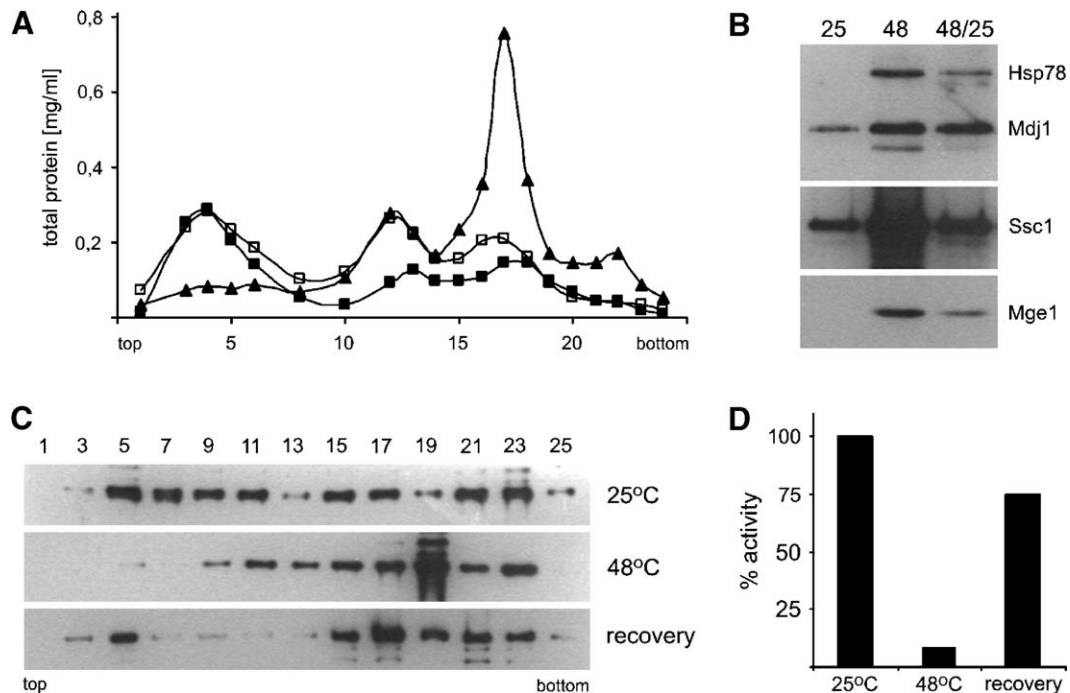 A
total protein [mg/ml]
0,8
0,6
0.4
0,2
top 5 10 15 20 bottom
B
25 48 48/25
Hsp78
Mdj1
Ssc1
Mge1
C
1 3 5 7 9 11 13 15 17 19 21 23 25
25°C
48°C
recovery
top bottom
D
% activity
100
75
50
25
25°C 48°C recovery